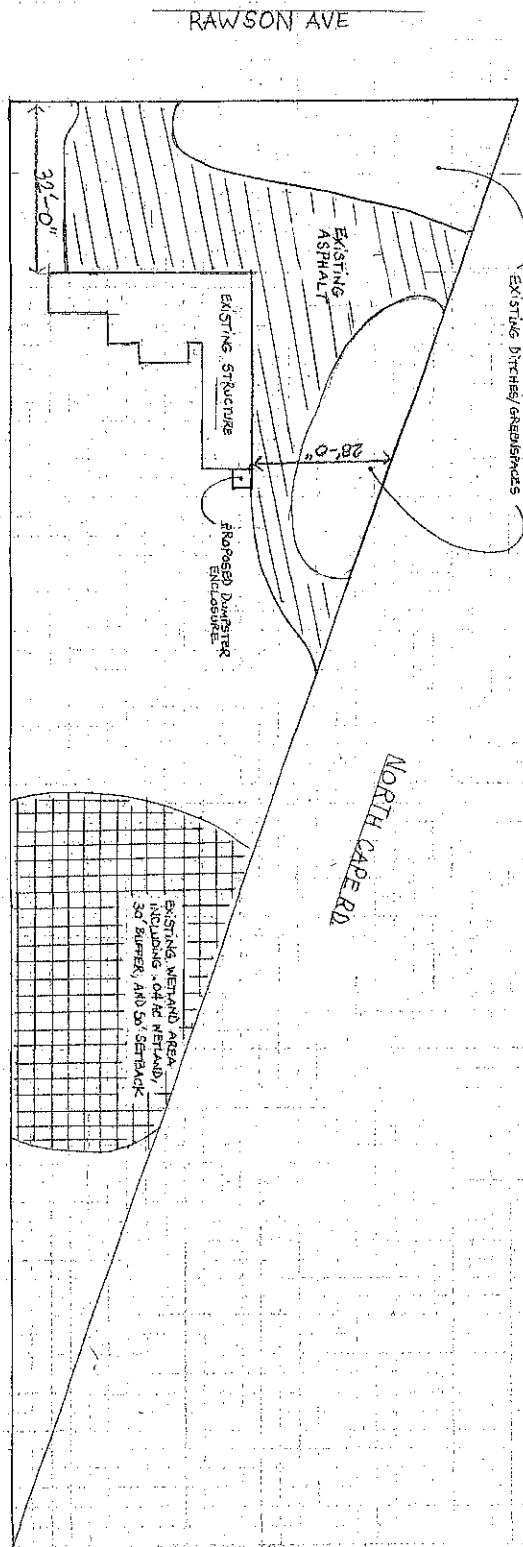 RAWSON AVE
32'-0"
EXISTING DITCHES/GREENSPACES
EXISTING
ASPHALT
EXISTING STRUCTURE
28'-0"
PROPOSED DUMPSTER
ENCLOSURE
NORTH CAPE RD
EXISTING WETLAND AREA
INCLUDING .04 AC WETLAND,
30' BUFFER, AND 50' SETBACK